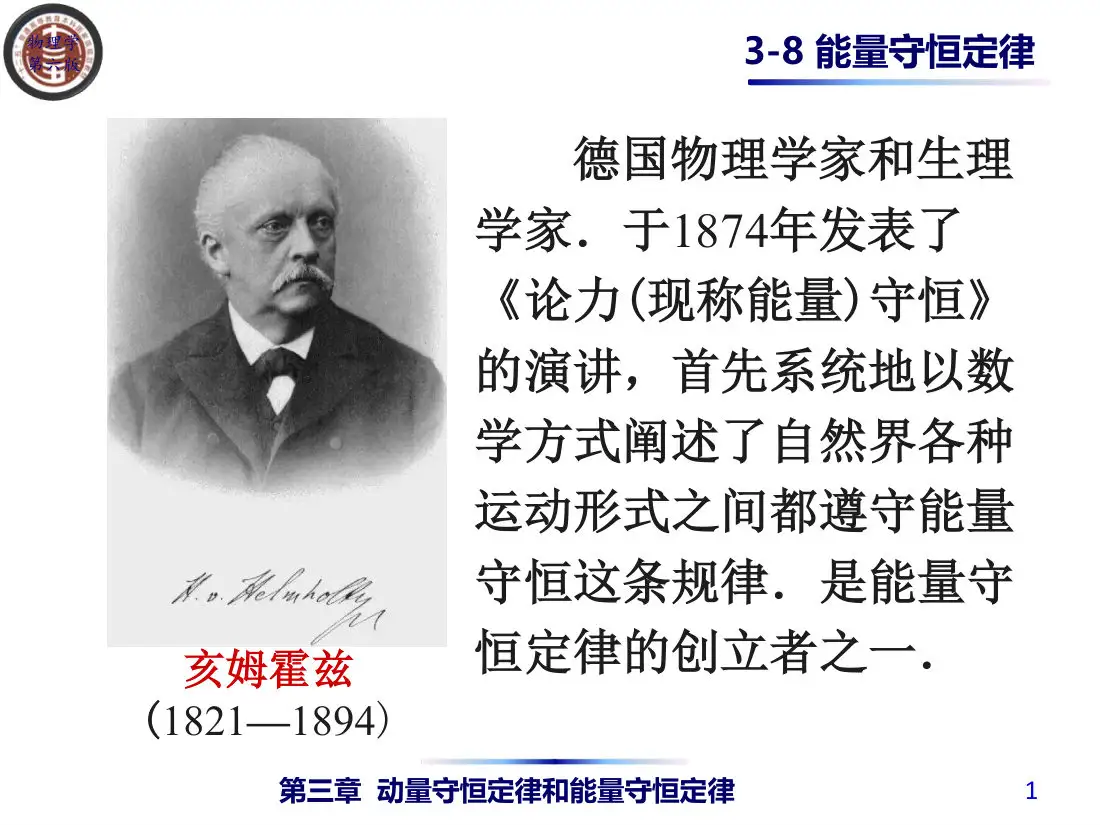 物理学
第六版
3-8 能量守恒定律
德国物理学家和生理
学家．于1874年发表了
《论力(现称能量)守恒》
的演讲，首先系统地以数
学方式阐述了自然界各种
运动形式之间都遵守能量
守恒这条规律．是能量守
恒定律的创立者之一．
H. v. Helmholtz
亥姆霍兹
（1821—1894）
第三章 动量守恒定律和能量守恒定律
1